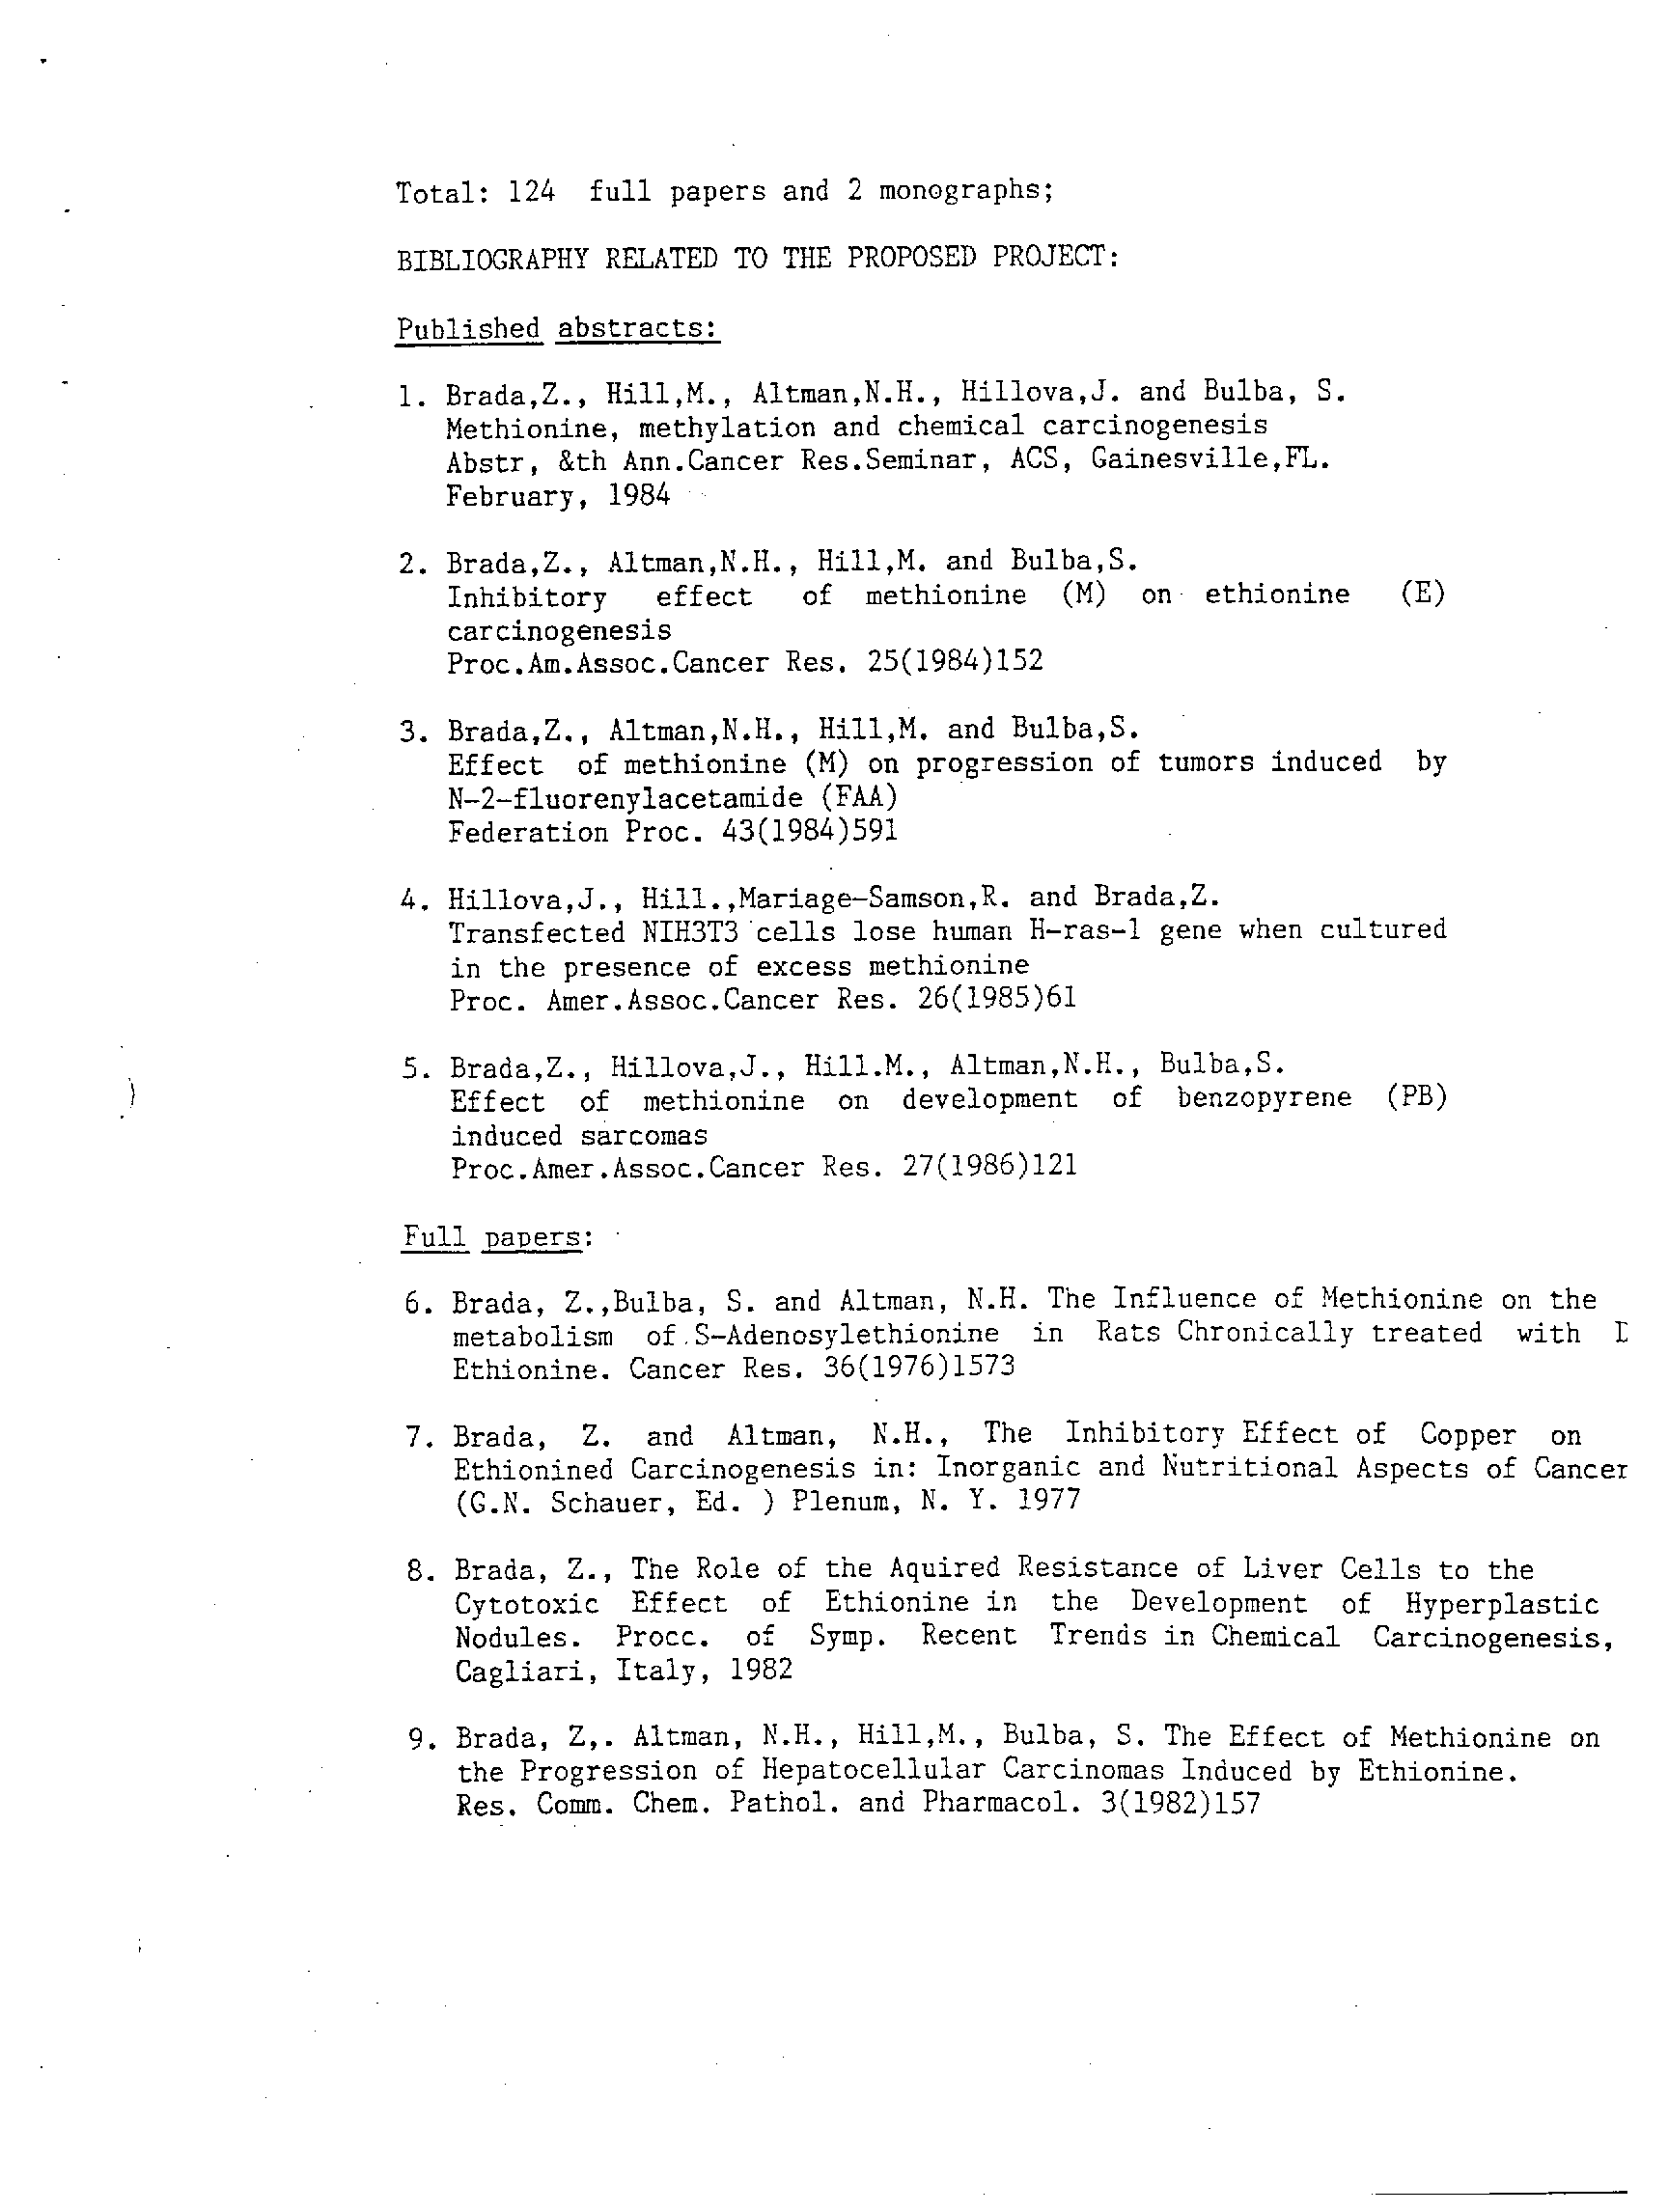 Total: 124 full papers and 2 monographs;
BIBLIOGRAPHY RELATED TO THE PROPOSED PROJECT:
Published abstracts:
1. Brada,Z., Hill,M., Altman,N.H., Hillova,J. and Bulba, S.
Methionine, methylation and chemical carcinogenesis
Abstr, &th Ann.Cancer Res.Seminar, ACS, Gainesville,FL.
February, 1984
2. Brada,Z., Altman,N.H., Hill,M. and Bulba,S.
Inhibitory effect of methionine (M) on ethionine (E)
carcinogenesis
Proc.Am.Assoc.Cancer Res. 25(1984)152
3. Brada,Z., Altman,N.H., Hill,M. and Bulba,S.
Effect of methionine (M) on progression of tumors induced by
N-2-fluorenylacetamide (FAA)
Federation Proc. 43(1984)591
4. Hillova,J., Hill.,Mariage-Samson,R. and Brada,Z.
Transfected NIH3T3 cells lose human H-ras-1 gene when cultured
in the presence of excess methionine
Proc. Amer.Assoc.Cancer Res. 26(1985)61
5. Brada,Z., Hillova,J., Hill.M., Altman,N.H., Bulba,S.
Effect of methionine on development of benzopyrene (PB)
induced sarcomas
Proc.Amer.Assoc.Cancer Res. 27(1986)121
Full papers:
6. Brada, Z.,Bulba, S. and Altman, N.H. The Influence of Methionine on the
metabolism of S-Adenosylethionine in Rats Chronically treated with
Ethionine. Cancer Res. 36(1976)1573
7. Brada, Z. and Altman, N.H., The Inhibitory Effect of Copper on
Ethionined Carcinogenesis in: Inorganic and Nutritional Aspects of Cancer
(G.N. Schauer, Ed. ) Plenum, N. Y. 1977
8. Brada, Z., The Role of the Aquired Resistance of Liver Cells to the
Cytotoxic Effect of Ethionine in the Development of Hyperplastic
Nodules. Procc. of Symp. Recent Trends in Chemical Carcinogenesis,
Cagliari, Italy, 1982
9. Brada, Z,. Altman, N.H., Hill,M., Bulba, S. The Effect of Methionine on
the Progression of Hepatocellular Carcinomas Induced by Ethionine.
Res. Comm. Chem. Pathol. and Pharmacol. 3(1982)157